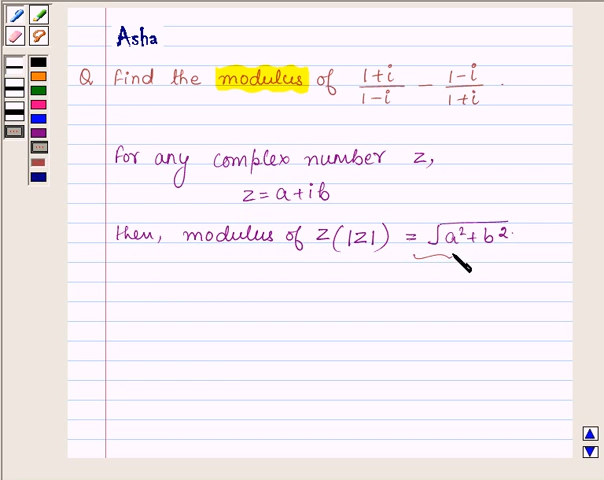 Asha
Q Find the modulus of (1+i)/(1-i) - (1-i)/(1+i).
For any complex number z,
z = a + ib
then, modulus of z (|z|) = √(a² + b²).